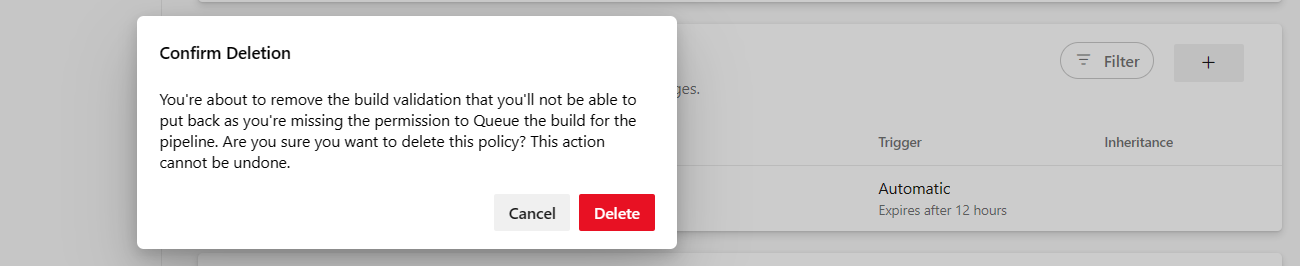 Confirm Deletion
You're about to remove the build validation that you'll not be able to
put back as you're missing the permission to Queue the build for the
pipeline. Are you sure you want to delete this policy? This action
cannot be undone.
Cancel
Delete
Filter
+
Trigger
Inheritance
Automatic
Expires after 12 hours